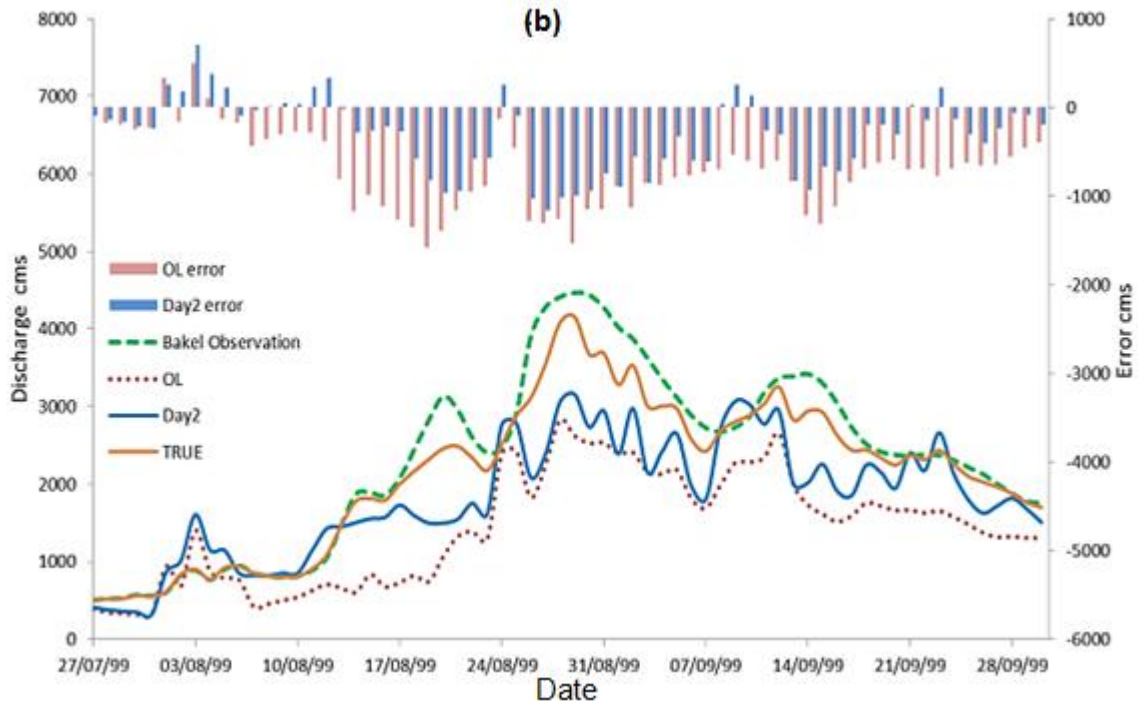 (b)
8000
7000
6000
5000
4000
3000
2000
1000
0
Discharge cms
1000
0
-1000
-2000
-3000
-4000
-5000
-6000
Error cms
OL error
Day2 error
Bakel Observation
OL
Day2
TRUE
27/07/99 03/08/99 10/08/99 17/08/99 24/08/99 31/08/99 07/09/99 14/09/99 21/09/99 28/09/99
Date